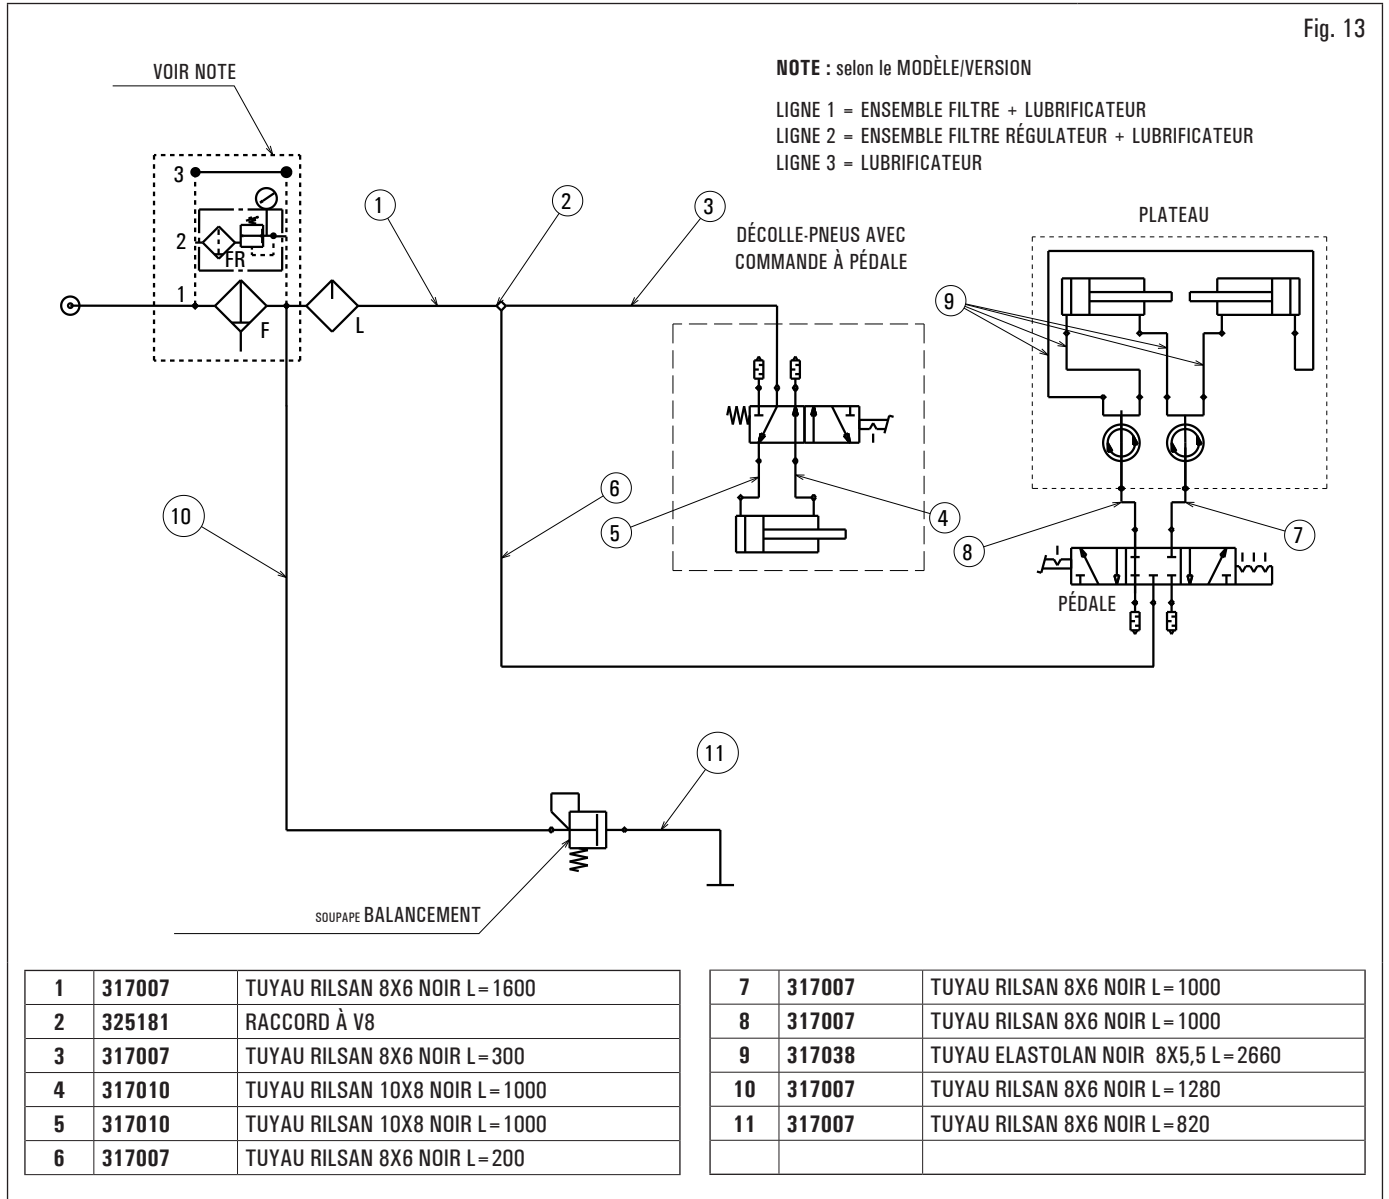 Fig. 13
VOIR NOTE
NOTE : selon le MODÈLE/VERSION
LIGNE 1 = ENSEMBLE FILTRE + LUBRIFICATEUR
LIGNE 2 = ENSEMBLE FILTRE RÉGULATEUR + LUBRIFICATEUR
LIGNE 3 = LUBRIFICATEUR
3
2
FR
1
F
L
1
2
3
DÉCOLLE-PNEUS AVEC
COMMANDE À PÉDALE
PLATEAU
9
6
5
4
8
7
10
PÉDALE
11
SOUPAPE BALANCEMENT
1 317007 TUYAU RILSAN 8X6 NOIR L=1600
2 325181 RACCORD À V8
3 317007 TUYAU RILSAN 8X6 NOIR L=300
4 317010 TUYAU RILSAN 10X8 NOIR L=1000
5 317010 TUYAU RILSAN 10X8 NOIR L=1000
6 317007 TUYAU RILSAN 8X6 NOIR L=200
7 317007 TUYAU RILSAN 8X6 NOIR L=1000
8 317007 TUYAU RILSAN 8X6 NOIR L=1000
9 317038 TUYAU ELASTOLAN NOIR 8X5,5 L=2660
10 317007 TUYAU RILSAN 8X6 NOIR L=1280
11 317007 TUYAU RILSAN 8X6 NOIR L=820